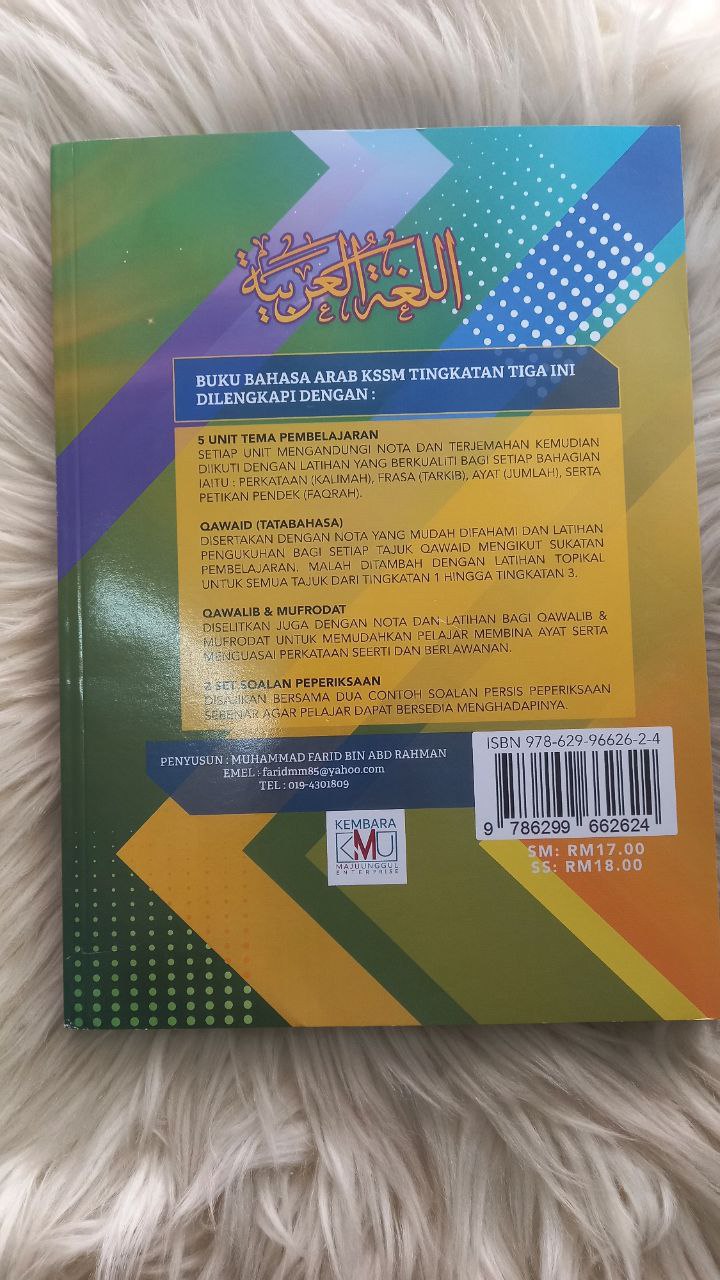 اللغة العربية
BUKU BAHASA ARAB KSSM TINGKATAN TIGA INI
DILENGKAPI DENGAN :
5 UNIT TEMA PEMBELAJARAN
SETIAP UNIT MENGANDUNGI NOTA DAN TERJEMAHAN KEMUDIAN
DIIKUTI DENGAN LATIHAN YANG BERKUALITI BAGI SETIAP BAHAGIAN
IAITU : PERKATAAN (KALIMAH), FRASA (TARKIB), AYAT (JUMLAH), SERTA
PETIKAN PENDEK (FAQRAH).
QAWAID (TATABAHASA)
DISERTAKAN DENGAN NOTA YANG MUDAH DIFAHAMI DAN LATIHAN
PENGUKUHAN BAGI SETIAP TAJUK QAWAID MENGIKUT SUKATAN
PEMBELAJARAN. MALAH DITAMBAH DENGAN LATIHAN TOPIKAL
UNTUK SEMUA TAJUK DARI TINGKATAN 1 HINGGA TINGKATAN 3.
QAWALIB & MUFRODAT
DISELITKAN JUGA DENGAN NOTA DAN LATIHAN BAGI QAWALIB &
MUFRODAT UNTUK MEMUDAHKAN PELAJAR MEMBINA AYAT SERTA
MENGUASAI PERKATAAN SEERTI DAN BERLAWANAN.
2 SET SOALAN PEPERIKSAAN
DISAJIKAN BERSAMA DUA CONTOH SOALAN PERSIS PEPERIKSAAN
SEBENAR AGAR PELAJAR DAPAT BERSEDIA MENGHADAPINYA.
PENYUSUN : MUHAMMAD FARID BIN ABD RAHMAN
EMEL : faridmm85@yahoo.com
TEL : 019-4301809
ISBN 978-629-96626-2-4
9 786299 662624
SM: RM17.00
SS: RM18.00
KEMBARA
KMU
MAJUUNGGUL
ENTERPRISE